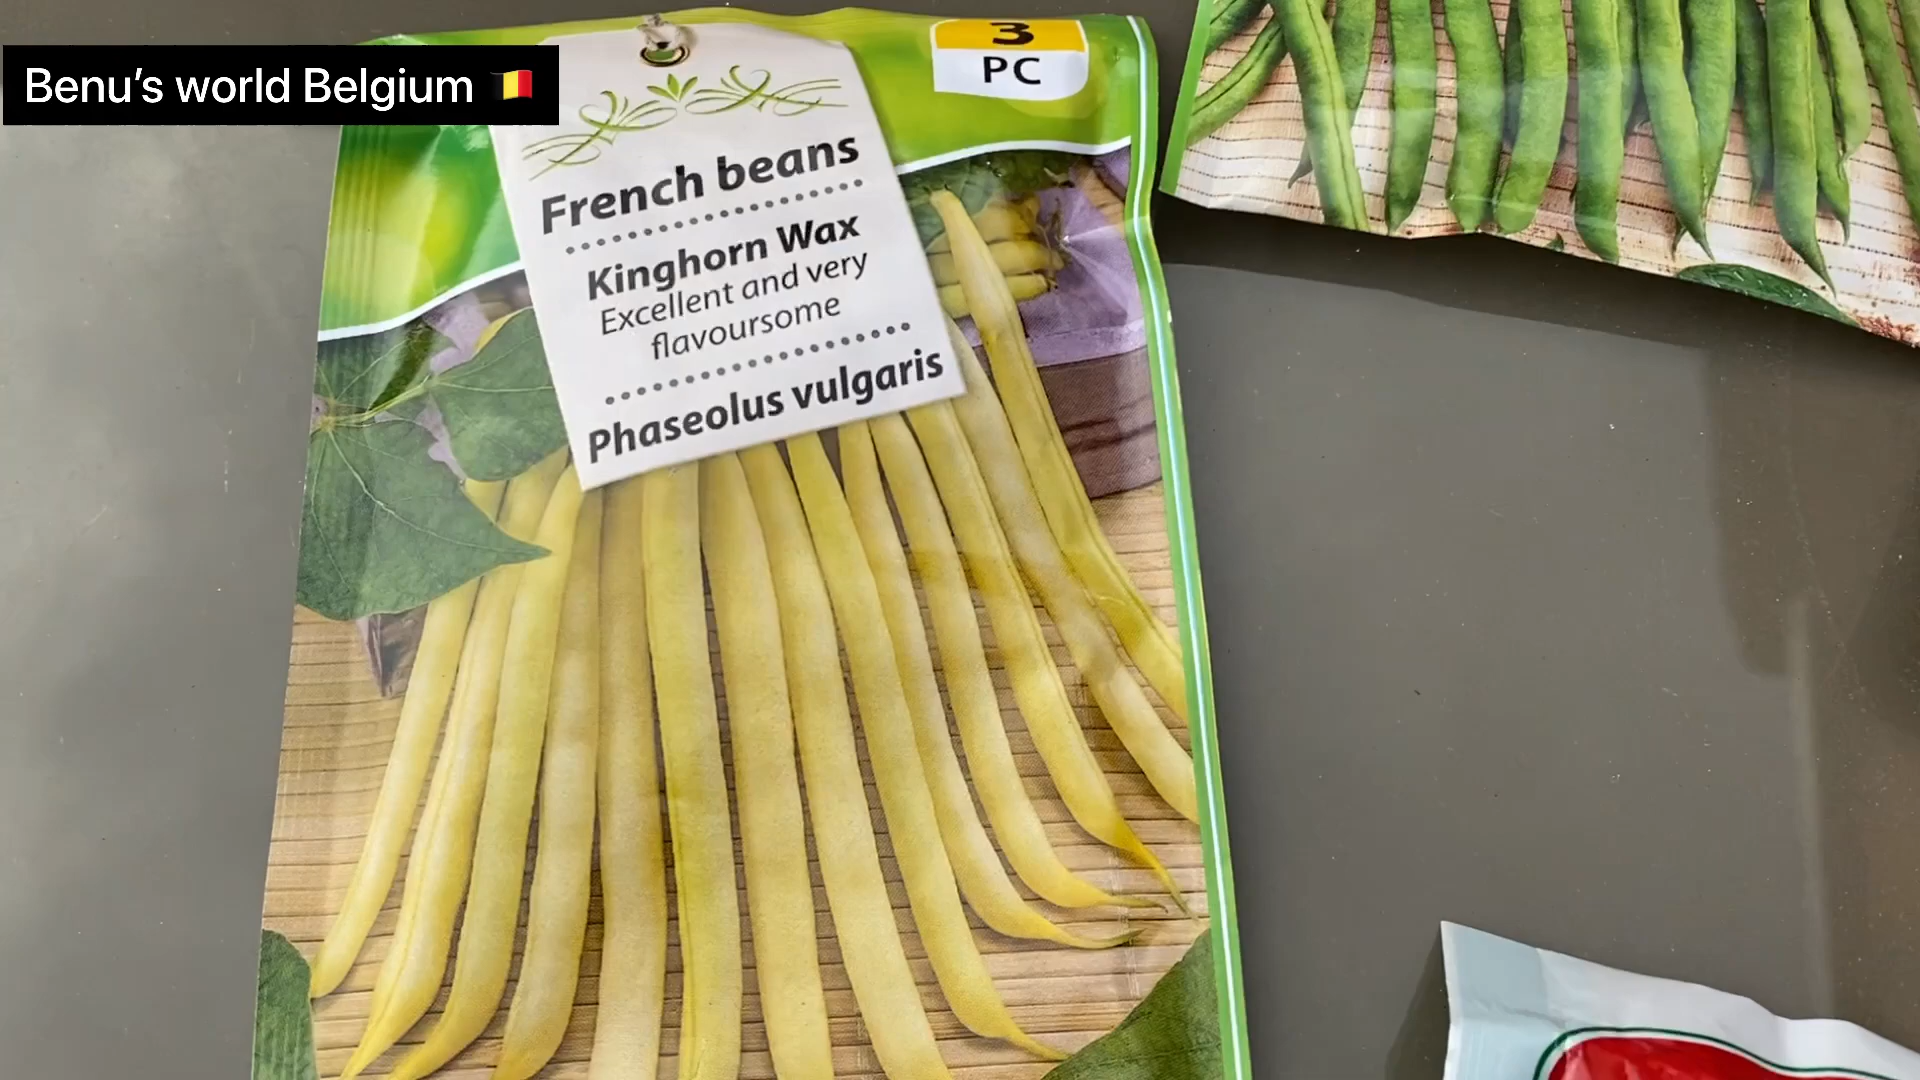 Benu’s world Belgium 🇧🇪
3
PC
French beans
Kinghorn Wax
Excellent and very
flavoursome
Phaseolus vulgaris